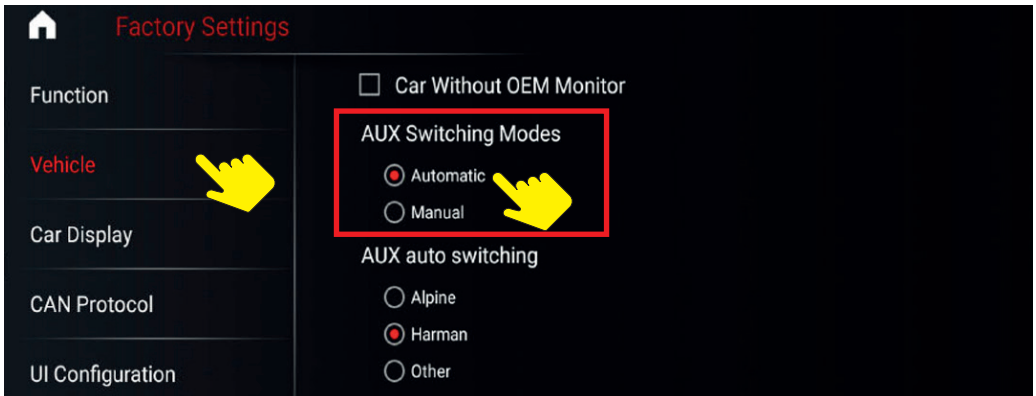 Factory Settings
Function
Vehicle
Car Display
CAN Protocol
UI Configuration
Car Without OEM Monitor
AUX Switching Modes
Automatic
Manual
AUX auto switching
Alpine
Harman
Other